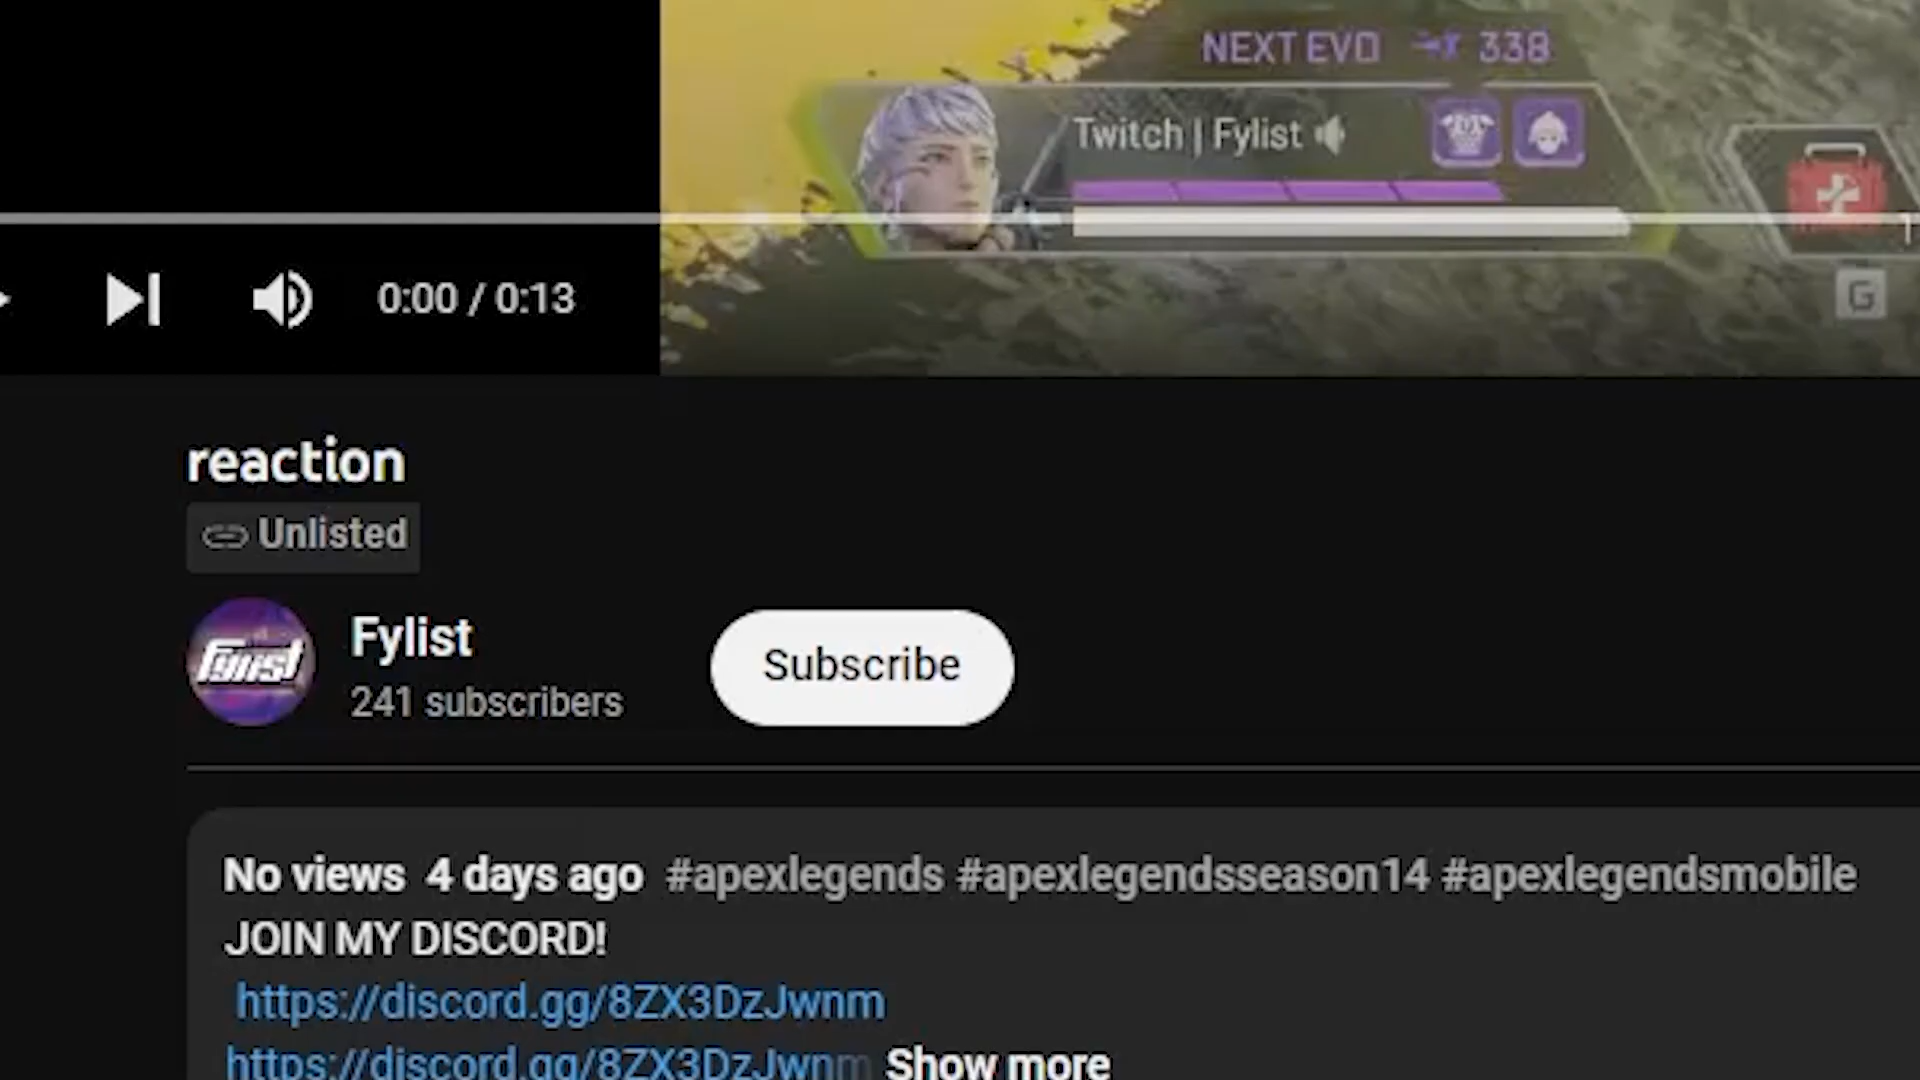 NEXT EVO 338
Twitch | Fylist
0:00 / 0:13
G
reaction
Unlisted
Fylist
Fylist
241 subscribers
Subscribe
No views 4 days ago #apexlegends #apexlegendsseason14 #apexlegendsmobile
JOIN MY DISCORD!
https://discord.gg/8ZX3DzJwnm
https://discord.gg/8ZX3DzJwnm Show more